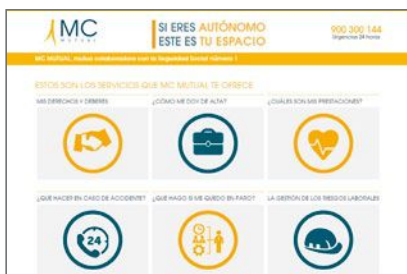 MC
MUTUAL
SI ERES AUTÓNOMO
ESTE ES TU ESPACIO
900 300 144
Urgencias 24 horas
MC MUTUAL, mutua colaboradora con la Seguridad Social número 1
ESTOS SON LOS SERVICIOS QUE MC MUTUAL TE OFRECE
MIS DERECHOS Y DEBERES
¿CÓMO ME DOY DE ALTA?
¿CUÁLES SON MIS PRESTACIONES?
¿QUÉ HACER EN CASO DE ACCIDENTE?
¿QUÉ HAGO SI ME QUEDO EN PARO?
LA GESTIÓN DE LOS RIESGOS LABORALES
24